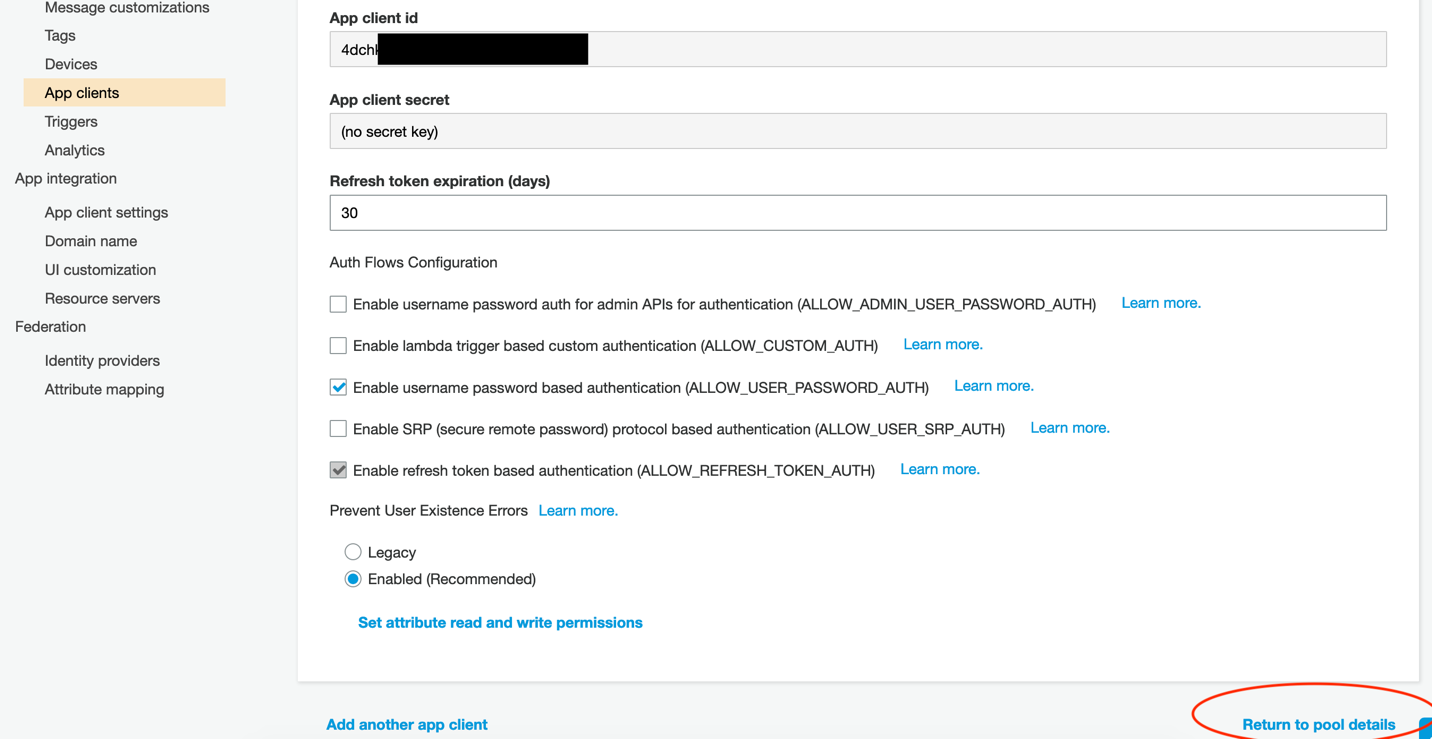 Message customizations
Tags
Devices
App clients
Triggers
Analytics
App integration
App client settings
Domain name
UI customization
Resource servers
Federation
Identity providers
Attribute mapping
App client id
4dch
App client secret
(no secret key)
Refresh token expiration (days)
30
Auth Flows Configuration
Enable username password auth for admin APIs for authentication (ALLOW_ADMIN_USER_PASSWORD_AUTH) Learn more.
Enable lambda trigger based custom authentication (ALLOW_CUSTOM_AUTH) Learn more.
Enable username password based authentication (ALLOW_USER_PASSWORD_AUTH) Learn more.
Enable SRP (secure remote password) protocol based authentication (ALLOW_USER_SRP_AUTH) Learn more.
Enable refresh token based authentication (ALLOW_REFRESH_TOKEN_AUTH) Learn more.
Prevent User Existence Errors Learn more.
Legacy
Enabled (Recommended)
Set attribute read and write permissions
Add another app client
Return to pool details